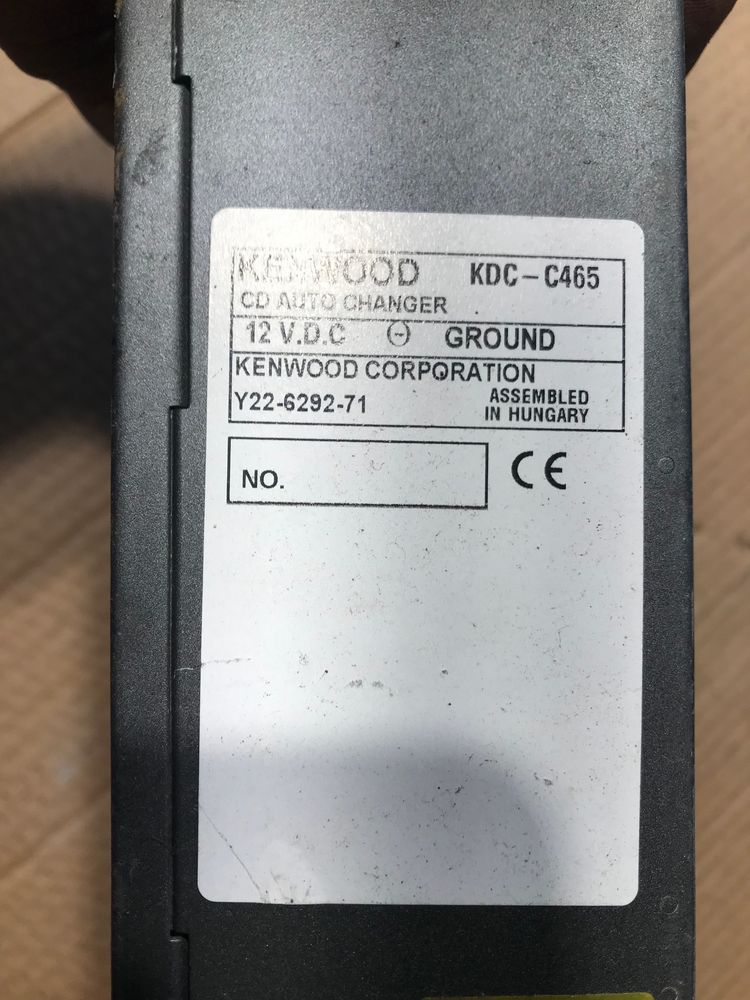 KENWOOD KDC-C465
CD AUTO CHANGER
12 V.D.C ⊖ GROUND
KENWOOD CORPORATION
Y22-6292-71 ASSEMBLED
IN HUNGARY
NO. CE